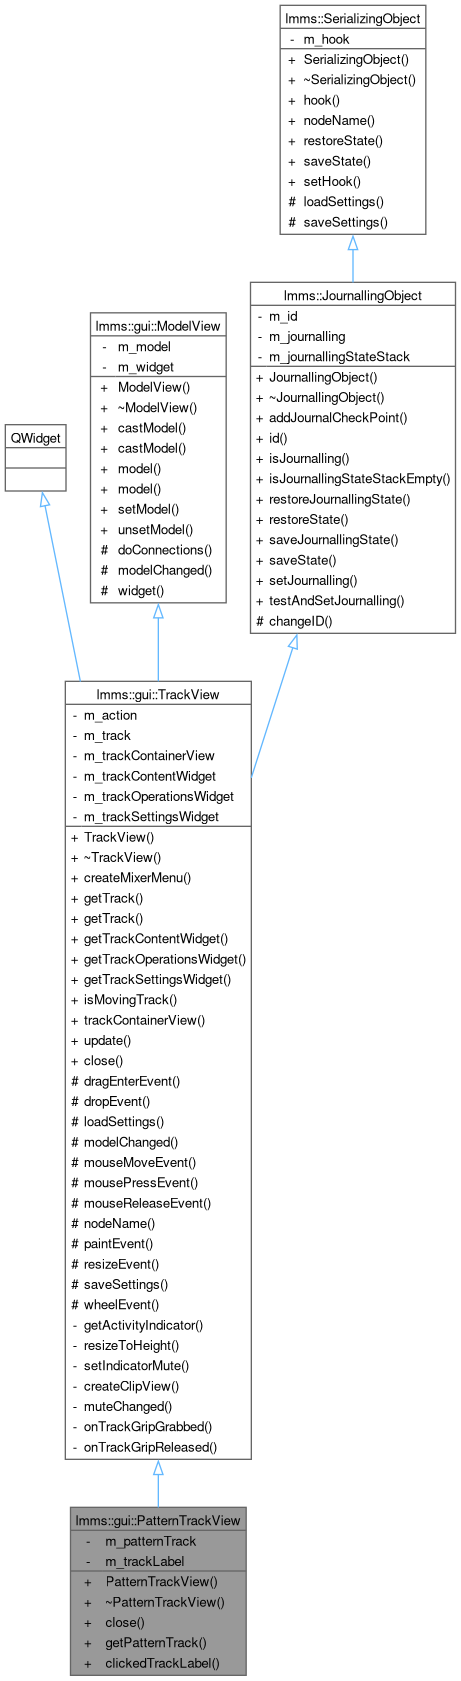 lmms::SerializingObject
- m_hook
+ SerializingObject()
+ ~SerializingObject()
+ hook()
+ nodeName()
+ restoreState()
+ saveState()
+ setHook()
# loadSettings()
# saveSettings()
lmms::JournallingObject
- m_id
- m_journalling
- m_journallingStateStack
+ JournallingObject()
+ ~JournallingObject()
+ addJournalCheckPoint()
+ id()
+ isJournalling()
+ isJournallingStateStackEmpty()
+ restoreJournallingState()
+ restoreState()
+ saveJournallingState()
+ saveState()
+ setJournalling()
+ testAndSetJournalling()
# changeID()
lmms::gui::ModelView
- m_model
- m_widget
+ ModelView()
+ ~ModelView()
+ castModel()
+ castModel()
+ model()
+ model()
+ setModel()
+ unsetModel()
# doConnections()
# modelChanged()
# widget()
QWidget
lmms::gui::TrackView
- m_action
- m_track
- m_trackContainerView
- m_trackContentWidget
- m_trackOperationsWidget
- m_trackSettingsWidget
+ TrackView()
+ ~TrackView()
+ createMixerMenu()
+ getTrack()
+ getTrack()
+ getTrackContentWidget()
+ getTrackOperationsWidget()
+ getTrackSettingsWidget()
+ isMovingTrack()
+ trackContainerView()
+ update()
+ close()
# dragEnterEvent()
# dropEvent()
# loadSettings()
# modelChanged()
# mouseMoveEvent()
# mousePressEvent()
# mouseReleaseEvent()
# nodeName()
# paintEvent()
# resizeEvent()
# saveSettings()
# wheelEvent()
- getActivityIndicator()
- resizeToHeight()
- setIndicatorMute()
- createClipView()
- muteChanged()
- onTrackGripGrabbed()
- onTrackGripReleased()
lmms::gui::PatternTrackView
- m_patternTrack
- m_trackLabel
+ PatternTrackView()
+ ~PatternTrackView()
+ close()
+ getPatternTrack()
+ clickedTrackLabel()